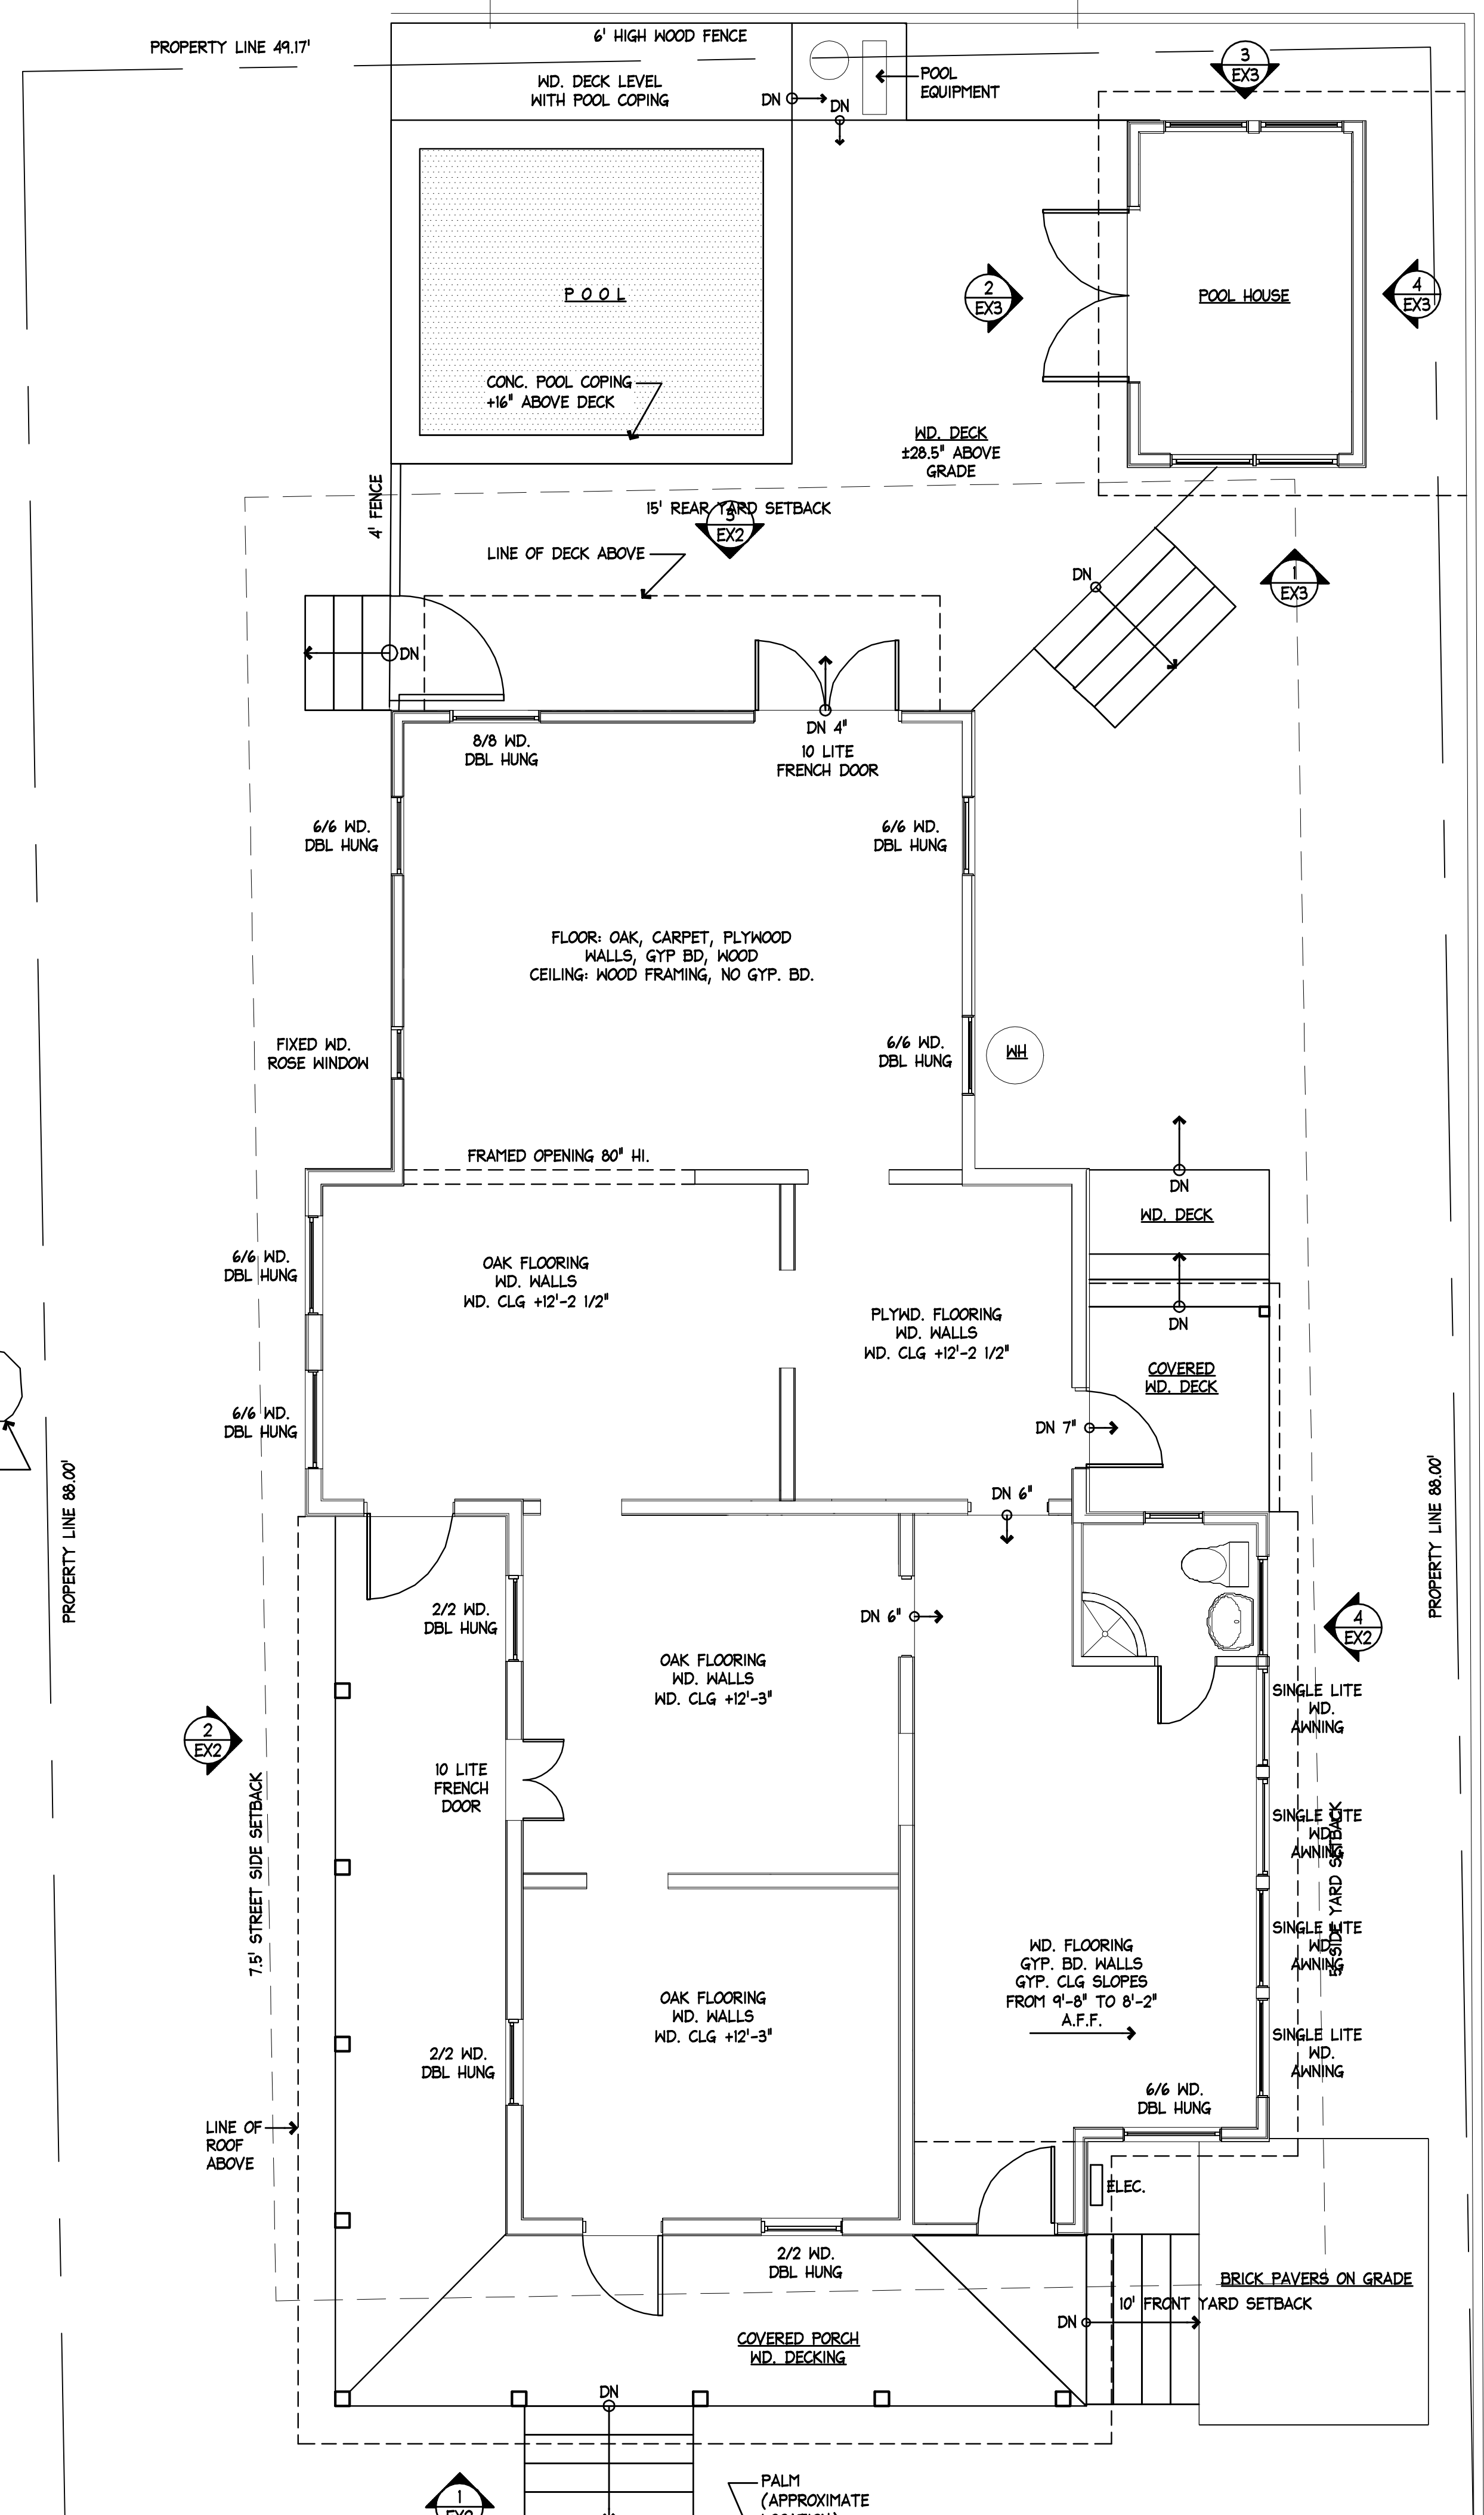 PROPERTY LINE 49.17'
6' HIGH WOOD FENCE
WD. DECK LEVEL
WITH POOL COPING
DN
DN
POOL
EQUIPMENT
3
EX3
POOL
2
EX3
POOL HOUSE
4
EX3
CONC. POOL COPING
+16" ABOVE DECK
WD. DECK
±28.5" ABOVE
GRADE
4' FENCE
15' REAR YARD SETBACK
3
EX2
LINE OF DECK ABOVE
DN
1
EX3
DN
DN 4"
8/8 WD.
DBL HUNG
10 LITE
FRENCH DOOR
6/6 WD.
DBL HUNG
6/6 WD.
DBL HUNG
FLOOR: OAK, CARPET, PLYWOOD
WALLS, GYP BD, WOOD
CEILING: WOOD FRAMING, NO GYP. BD.
FIXED WD.
ROSE WINDOW
6/6 WD.
DBL HUNG
WH
FRAMED OPENING 80" HI.
DN
WD. DECK
6/6 WD.
DBL HUNG
OAK FLOORING
WD. WALLS
WD. CLG +12'-2 1/2"
PLYWD. FLOORING
WD. WALLS
WD. CLG +12'-2 1/2"
DN
COVERED
WD. DECK
6/6 WD.
DBL HUNG
DN 7"
PROPERTY LINE 88.00'
PROPERTY LINE 88.00'
DN 6"
2/2 WD.
DBL HUNG
DN 6"
4
EX2
OAK FLOORING
WD. WALLS
WD. CLG +12'-3"
SINGLE LITE
WD.
AWNING
2
EX2
10 LITE
FRENCH
DOOR
7.5' STREET SIDE SETBACK
SINGLE LITE
WD.
AWNING
5' SIDE YARD SETBACK
SINGLE LITE
WD.
AWNING
WD. FLOORING
GYP. BD. WALLS
GYP. CLG SLOPES
FROM 9'-8" TO 8'-2"
A.F.F.
OAK FLOORING
WD. WALLS
WD. CLG +12'-3"
SINGLE LITE
WD.
AWNING
2/2 WD.
DBL HUNG
6/6 WD.
DBL HUNG
LINE OF
ROOF
ABOVE
ELEC.
2/2 WD.
DBL HUNG
BRICK PAVERS ON GRADE
10' FRONT YARD SETBACK
DN
COVERED PORCH
WD. DECKING
DN
1
PALM
(APPROXIMATE